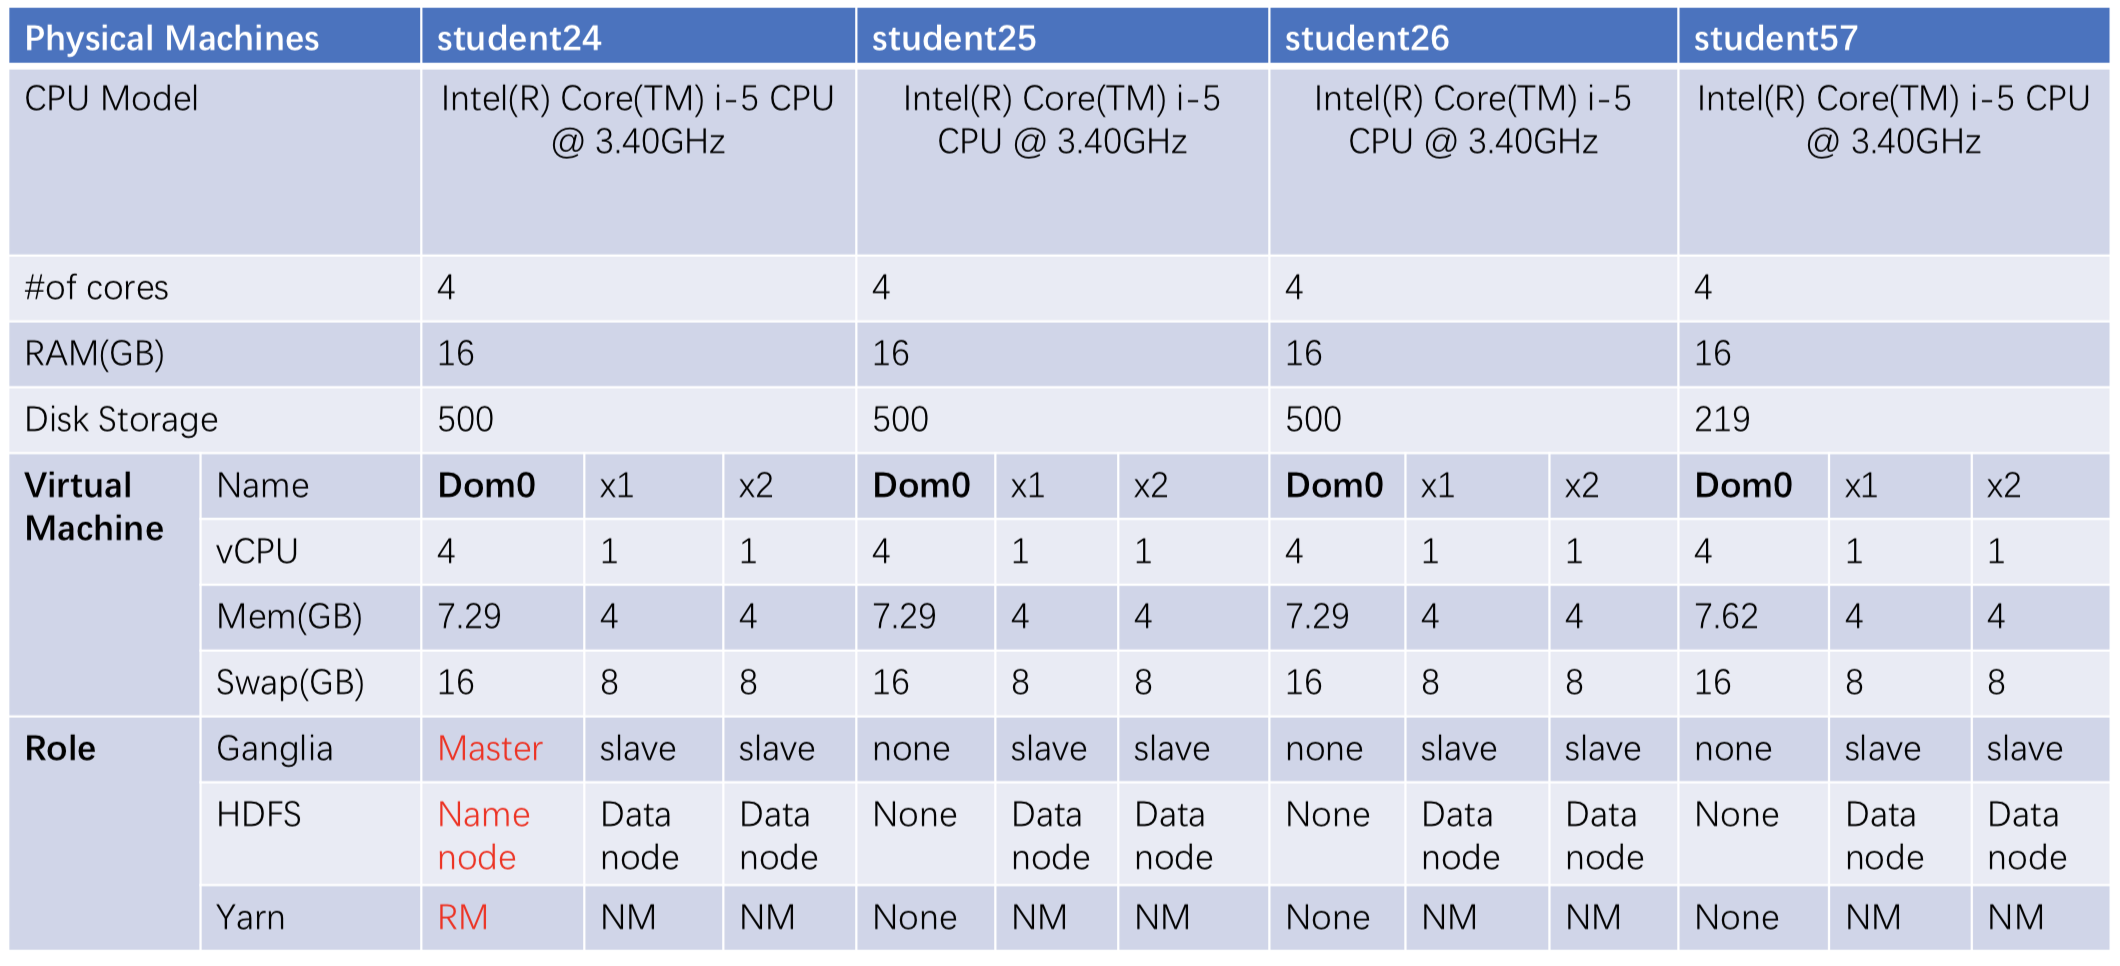 Physical Machines student24 student25 student26 student57
CPU Model Intel(R) Core(TM) i-5 CPU Intel(R) Core(TM) i-5 Intel(R) Core(TM) i-5 Intel(R) Core(TM) i-5 CPU
@ 3.40GHz CPU @ 3.40GHz CPU @ 3.40GHz @ 3.40GHz
#of cores 4 4 4 4
RAM(GB) 16 16 16 16
Disk Storage 500 500 500 219
Virtual Name Dom0 x1 x2 Dom0 x1 x2 Dom0 x1 x2 Dom0 x1 x2
Machine
vCPU 4 1 1 4 1 1 4 1 1 4 1 1
Mem(GB) 7.29 4 4 7.29 4 4 7.29 4 4 7.62 4 4
Swap(GB) 16 8 8 16 8 8 16 8 8 16 8 8
Role Ganglia Master slave slave none slave slave none slave slave none slave slave
HDFS Name Data Data None Data Data None Data Data None Data Data
node node node node node node node node node
Yarn RM NM NM None NM NM None NM NM None NM NM